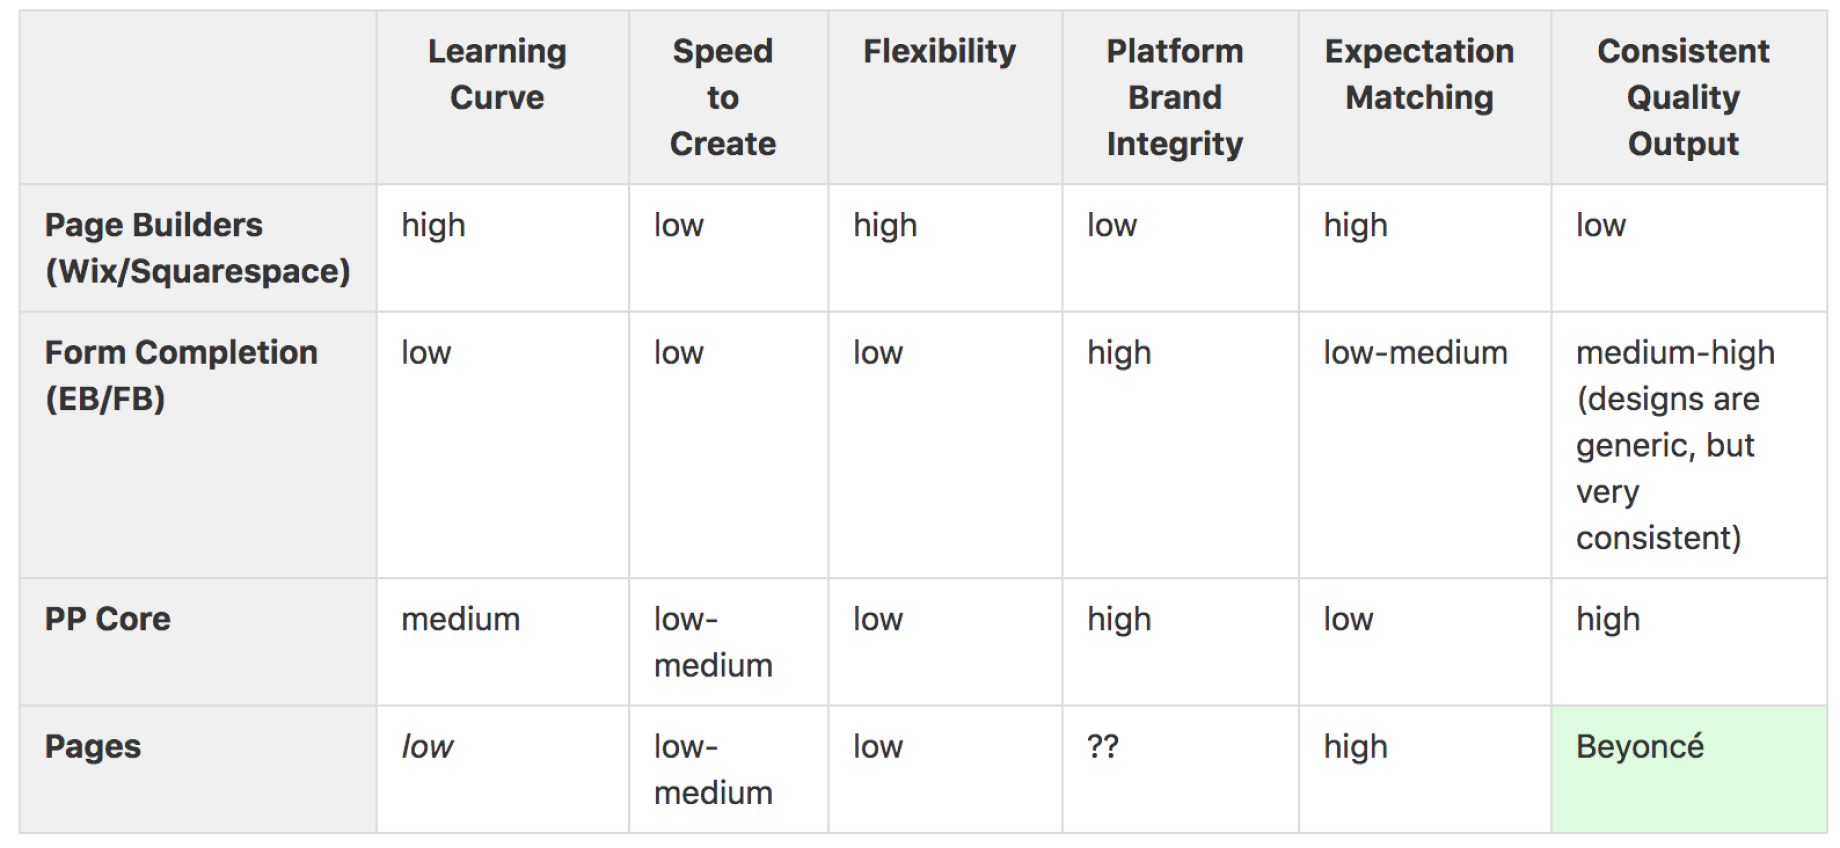 Learning Curve	Speed to Create	Flexibility	Platform Brand Integrity	Expectation Matching	Consistent Quality Output
Page Builders (Wix/Squarespace)	high	low	high	low	high	low
Form Completion (EB/FB)	low	low	low	high	low-medium	medium-high (designs are generic, but very consistent)
PP Core	medium	low-medium	low	high	low	high
Pages	low	low-medium	low	??	high	Beyoncé